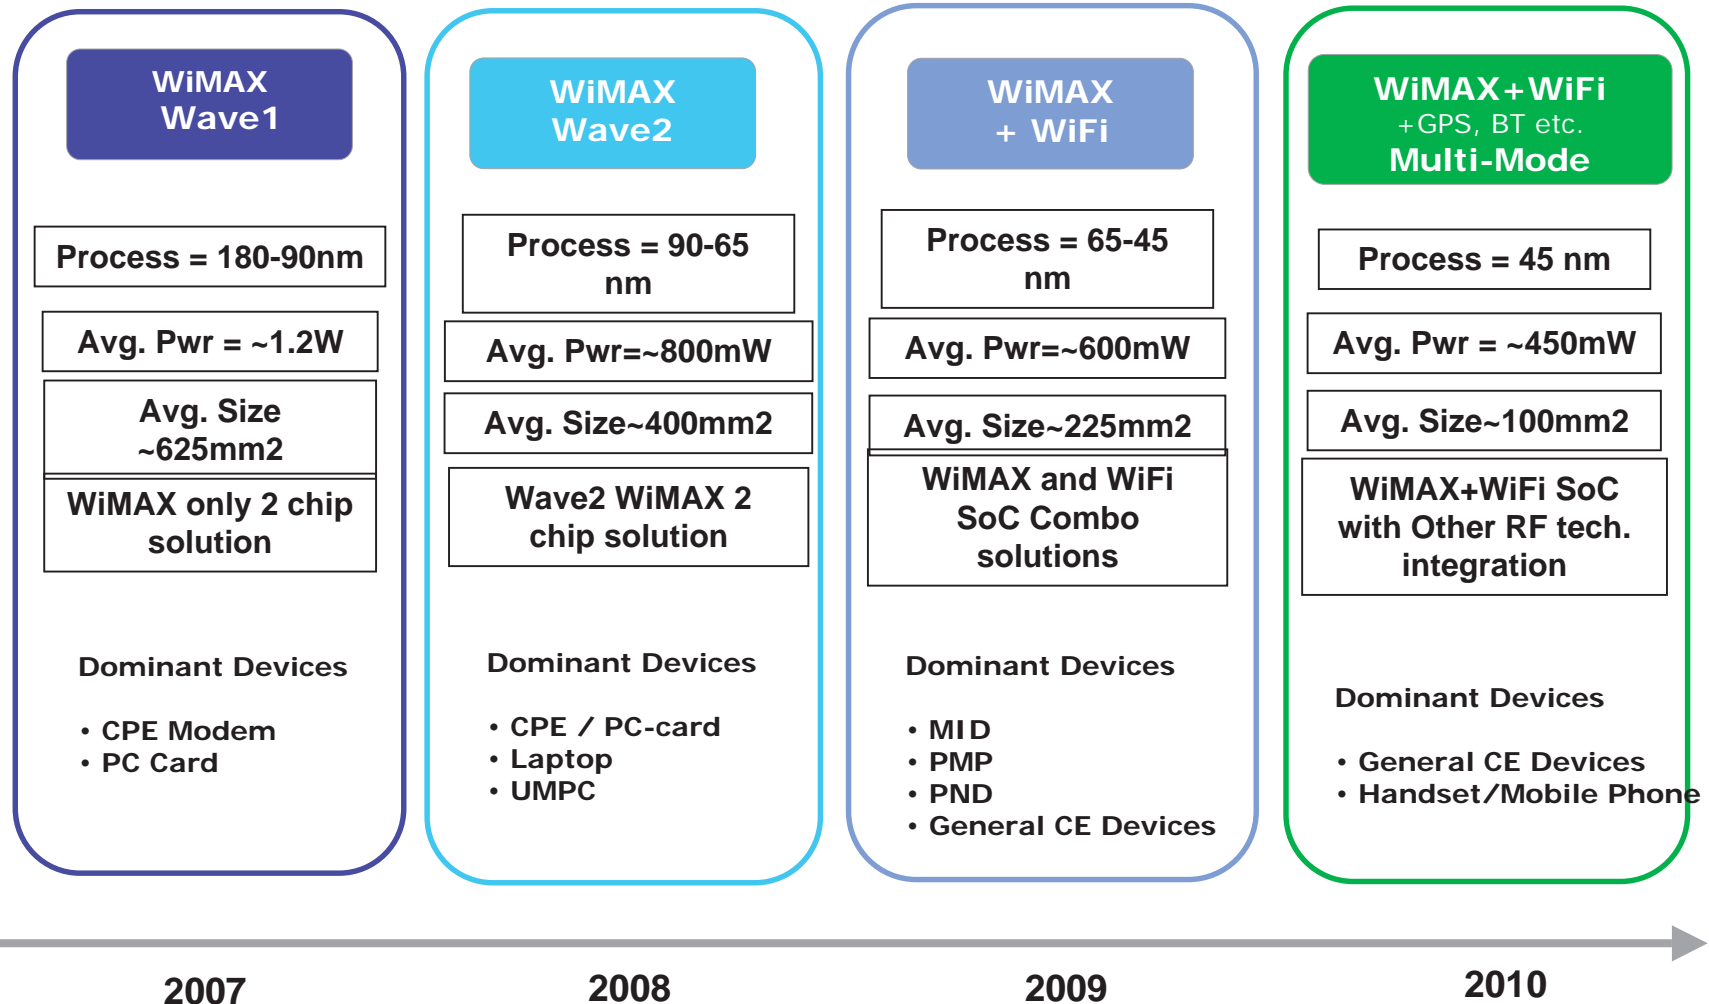 WiMAX
Wave1
Process = 180-90nm
Avg. Pwr = ~1.2W
Avg. Size
~625mm2
WiMAX only 2 chip
solution
Dominant Devices
• CPE Modem
• PC Card
2007
WiMAX
Wave2
Process = 90-65
nm
Avg. Pwr=~800mW
Avg. Size~400mm2
Wave2 WiMAX 2
chip solution
Dominant Devices
• CPE / PC-card
• Laptop
• UMPC
2008
WiMAX
+ WiFi
Process = 65-45
nm
Avg. Pwr=~600mW
Avg. Size~225mm2
WiMAX and WiFi
SoC Combo
solutions
Dominant Devices
• MID
• PMP
• PND
• General CE Devices
2009
WiMAX+WiFi
+GPS, BT etc.
Multi-Mode
Process = 45 nm
Avg. Pwr = ~450mW
Avg. Size~100mm2
WiMAX+WiFi SoC
with Other RF tech.
integration
Dominant Devices
• General CE Devices
• Handset/Mobile Phone
2010